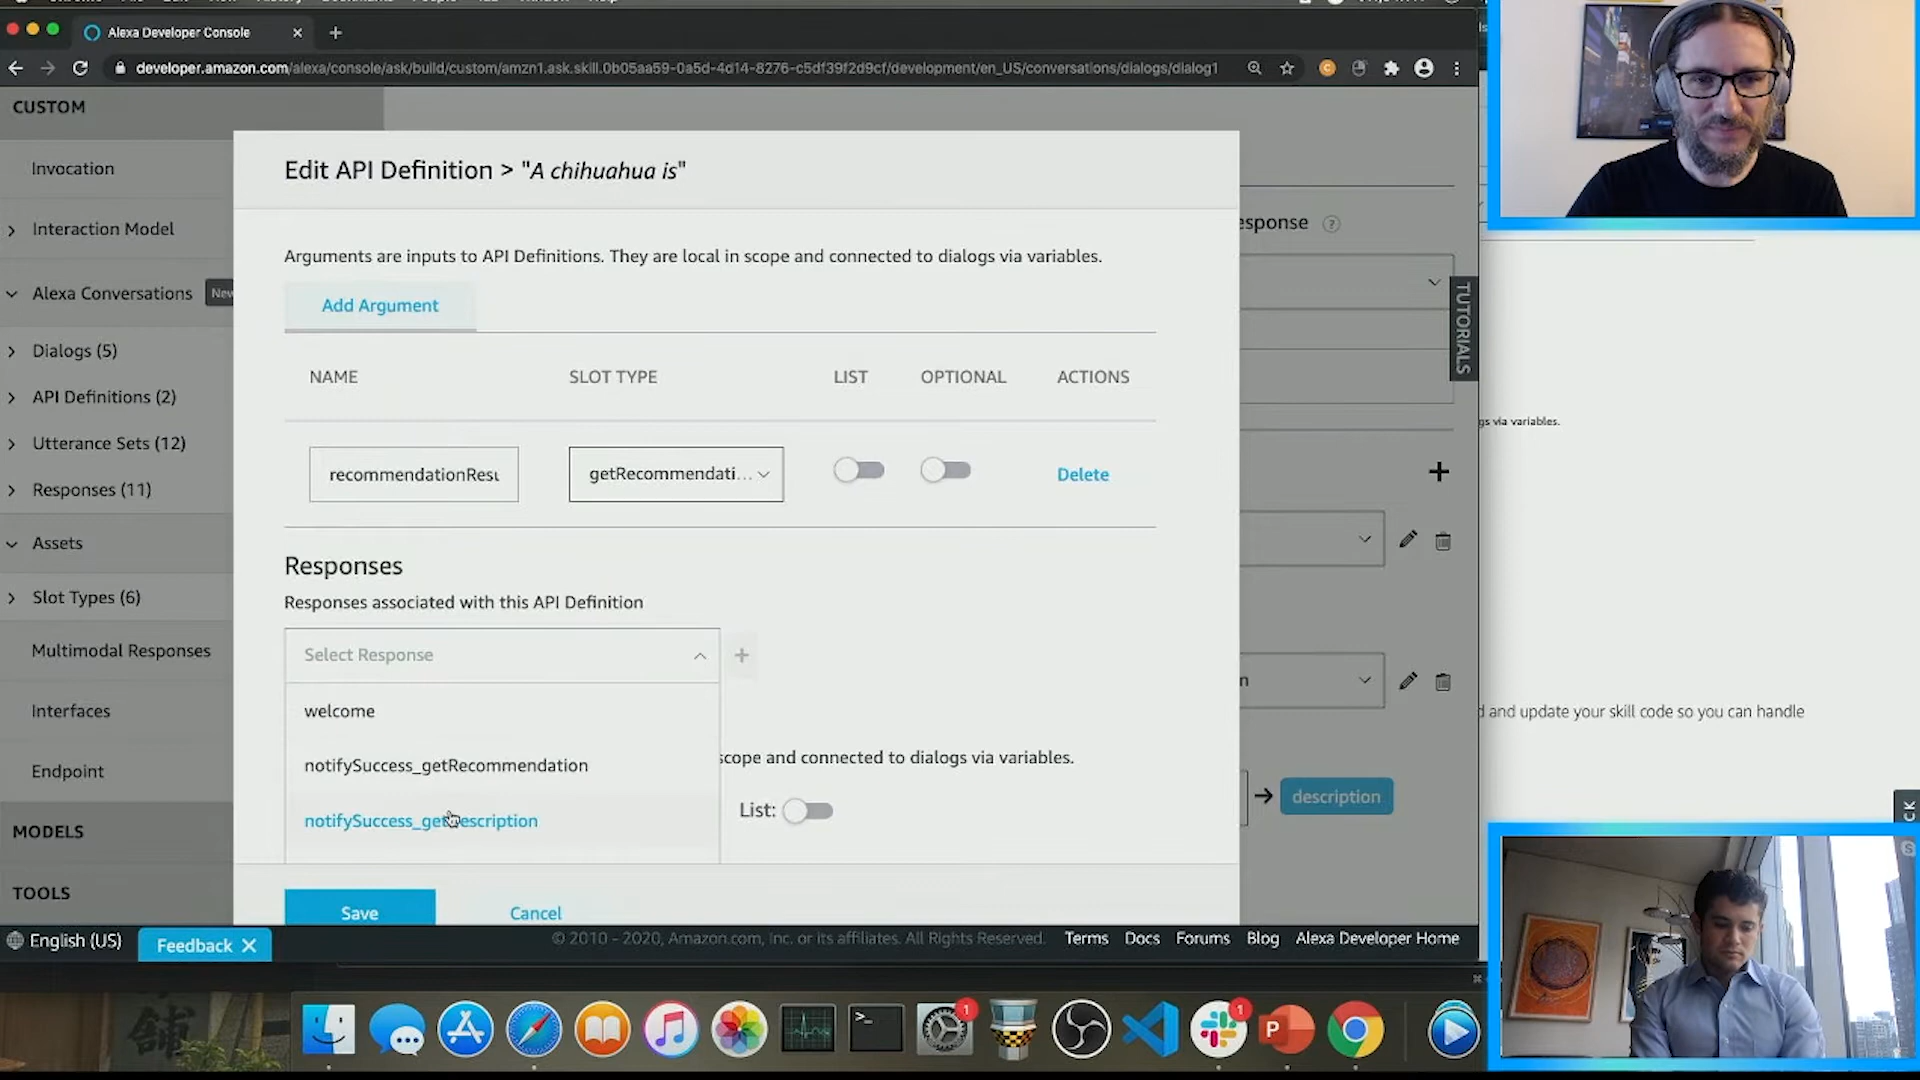 Alexa Developer Console
developer.amazon.com/alexa/console/ask/build/custom/amzn1.ask.skill.0b05aa59-0a5d-4d14-8276-c5df39f2d9cf/development/en_US/conversations/dialogs/dialog1
CUSTOM
Invocation
Interaction Model
Alexa Conversations
New
Dialogs (5)
API Definitions (2)
Utterance Sets (12)
Responses (11)
Assets
Slot Types (6)
Multimodal Responses
Interfaces
Endpoint
MODELS
TOOLS
English (US)
Feedback
Edit API Definition > "A chihuahua is"
Arguments are inputs to API Definitions. They are local in scope and connected to dialogs via variables.
Add Argument
NAME SLOT TYPE LIST OPTIONAL ACTIONS
recommendationResu
getRecommendati...
Delete
Responses
Responses associated with this API Definition
Select Response
welcome
notifySuccess_getRecommendation
notifySuccess_getDescription
scope and connected to dialogs via variables.
List:
Save
Cancel
esponse
TUTORIALS
n
description
gs via variables.
d and update your skill code so you can handle
CK
© 2010 - 2020, Amazon.com, Inc. or its affiliates. All Rights Reserved.
Terms Docs Forums Blog Alexa Developer Home
1
1
P